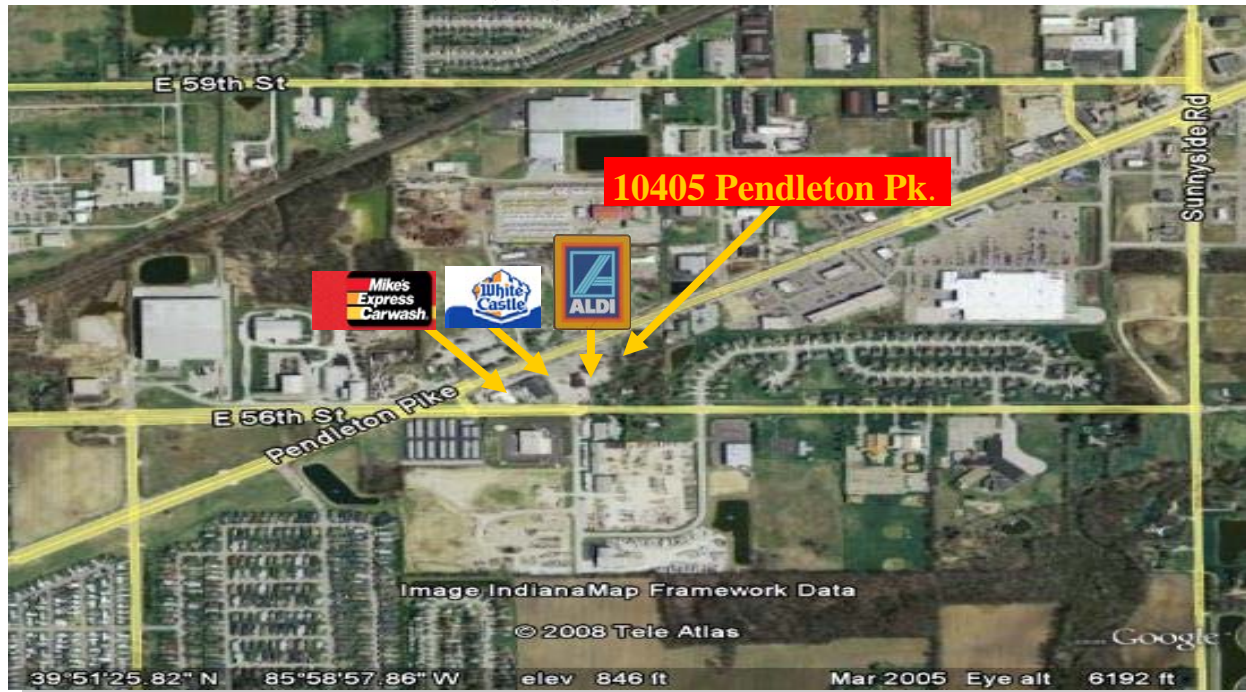 E 59th St
Sunnyside Rd
10405 Pendleton Pk.
Mike's
Express
Carwash
White
Castle
ALDI
E 56th St
Pendleton Pike
Image IndianaMap Framework Data
© 2008 Tele Atlas
Google
39°51'25.82" N 85°58'57.86" W elev 846 ft Mar 2005 Eye alt 6192 ft